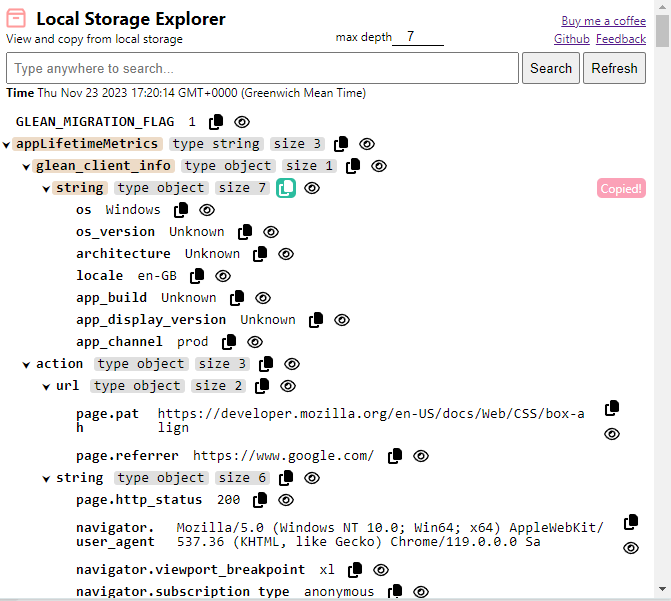 Local Storage Explorer
Buy me a coffee
View and copy from local storage
max depth 7
Github Feedback
Type anywhere to search...
Search
Refresh
Time Thu Nov 23 2023 17:20:14 GMT+0000 (Greenwich Mean Time)
GLEAN_MIGRATION_FLAG 1
appLifetimeMetrics type string size 3
glean_client_info type object size 1
string type object size 7
Copied!
os Windows
os_version Unknown
architecture Unknown
locale en-GB
app_build Unknown
app_display_version Unknown
app_channel prod
action type object size 3
url type object size 2
page.pat https://developer.mozilla.org/en-US/docs/Web/CSS/box-a
h lign
page.referrer https://www.google.com/
string type object size 6
page.http_status 200
navigator. Mozilla/5.0 (Windows NT 10.0; Win64; x64) AppleWebKit/
user_agent 537.36 (KHTML, like Gecko) Chrome/119.0.0.0 Sa
navigator.viewport_breakpoint xl
navigator.subscription_type anonymous